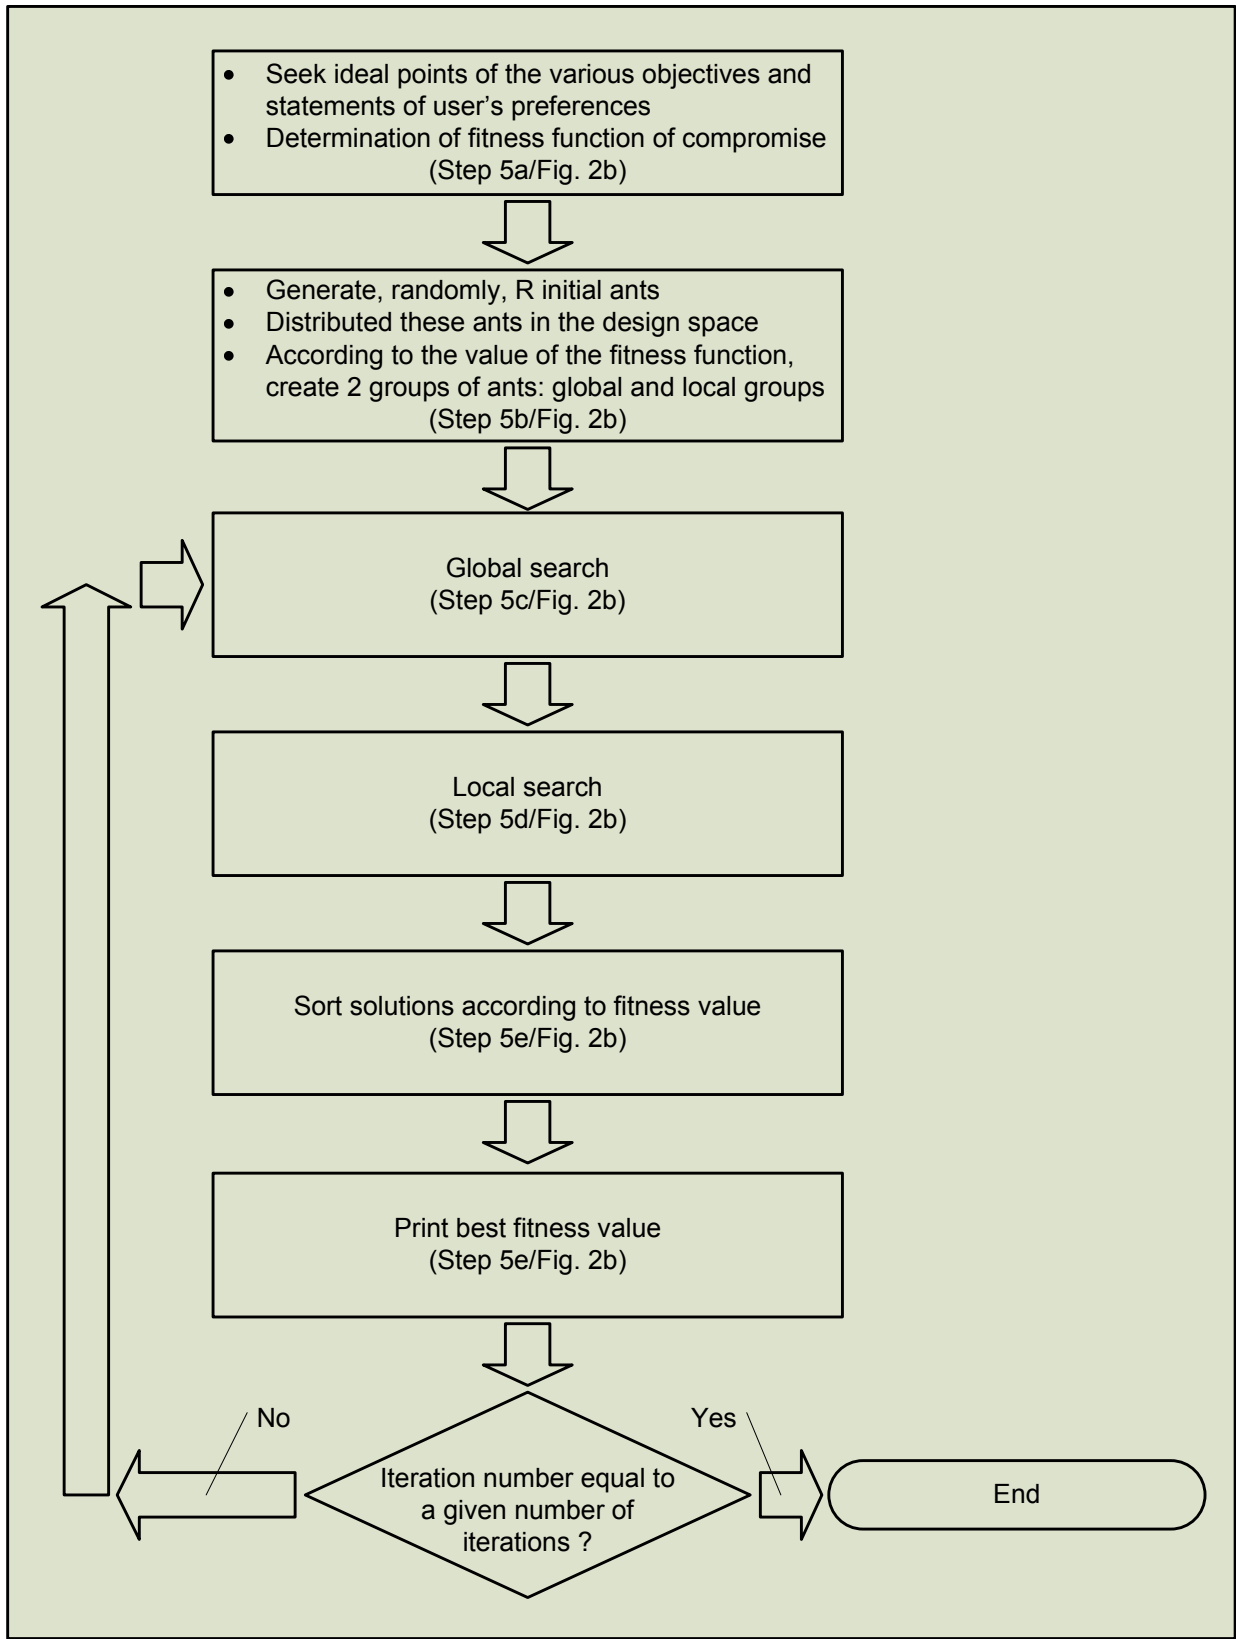 • Seek ideal points of the various objectives and
statements of user's preferences
• Determination of fitness function of compromise
(Step 5a/Fig. 2b)
• Generate, randomly, R initial ants
• Distributed these ants in the design space
• According to the value of the fitness function,
create 2 groups of ants: global and local groups
(Step 5b/Fig. 2b)
Global search
(Step 5c/Fig. 2b)
Local search
(Step 5d/Fig. 2b)
Sort solutions according to fitness value
(Step 5e/Fig. 2b)
Print best fitness value
(Step 5e/Fig. 2b)
No
Yes
Iteration number equal to
a given number of
iterations ?
End